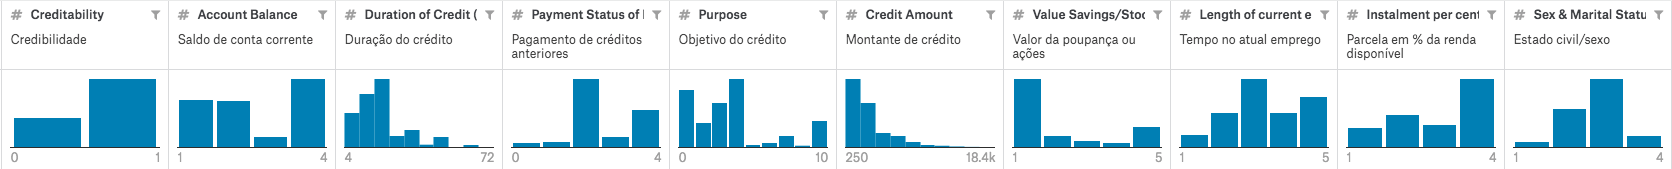 # Creditability
Credibilidade
0 1
# Account Balance
Saldo de conta corrente
1 4
# Duration of Credit (
Duração do crédito
4 72
# Payment Status of
Pagamento de créditos
anteriores
0 4
# Purpose
Objetivo do crédito
0 10
# Credit Amount
Montante de crédito
250 18.4k
# Value Savings/Stoc
Valor da poupança ou
ações
1 5
# Length of current e
Tempo no atual emprego
1 5
# Instalment per cent
Parcela em % da renda
disponível
1 4
# Sex & Marital Statu
Estado civil/sexo
1 4